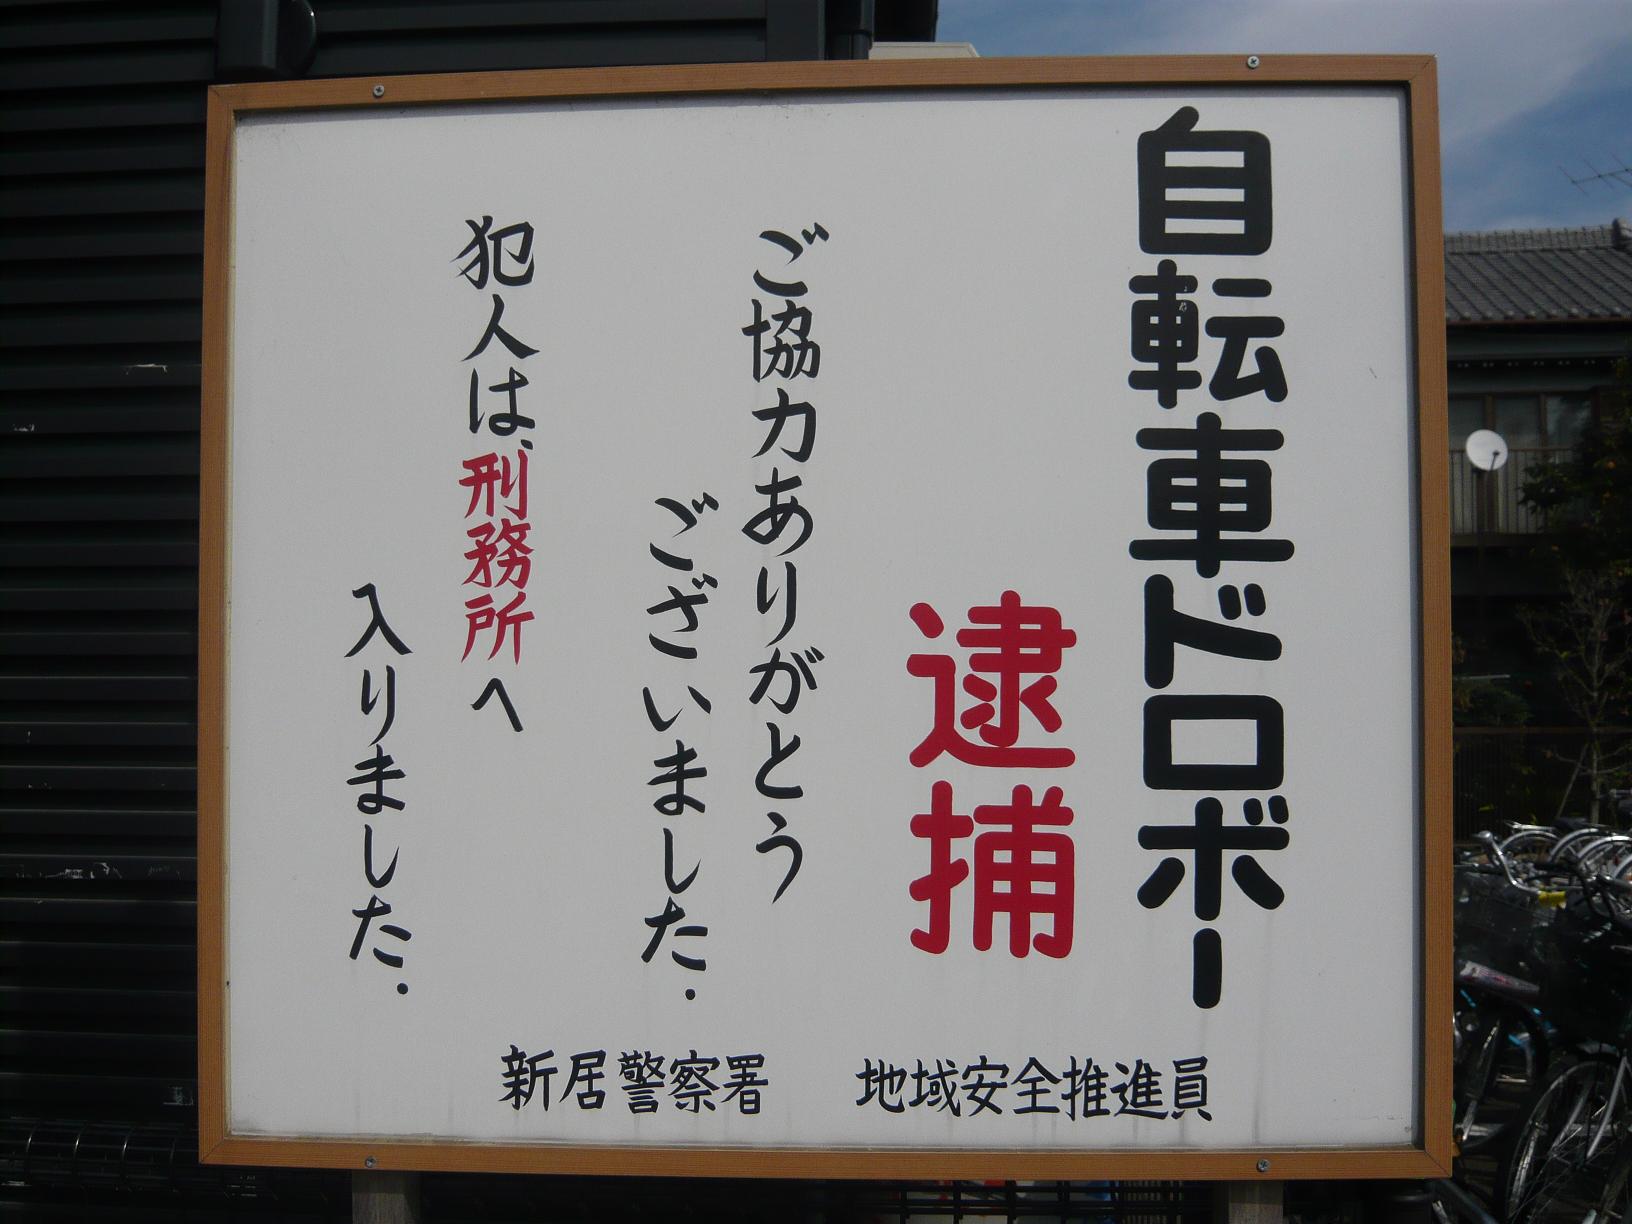 自転車ドロボー
逮捕
ご協力ありがとう
ございました.
犯人は、刑務所へ
入りました.
新居警察署 地域安全推進員